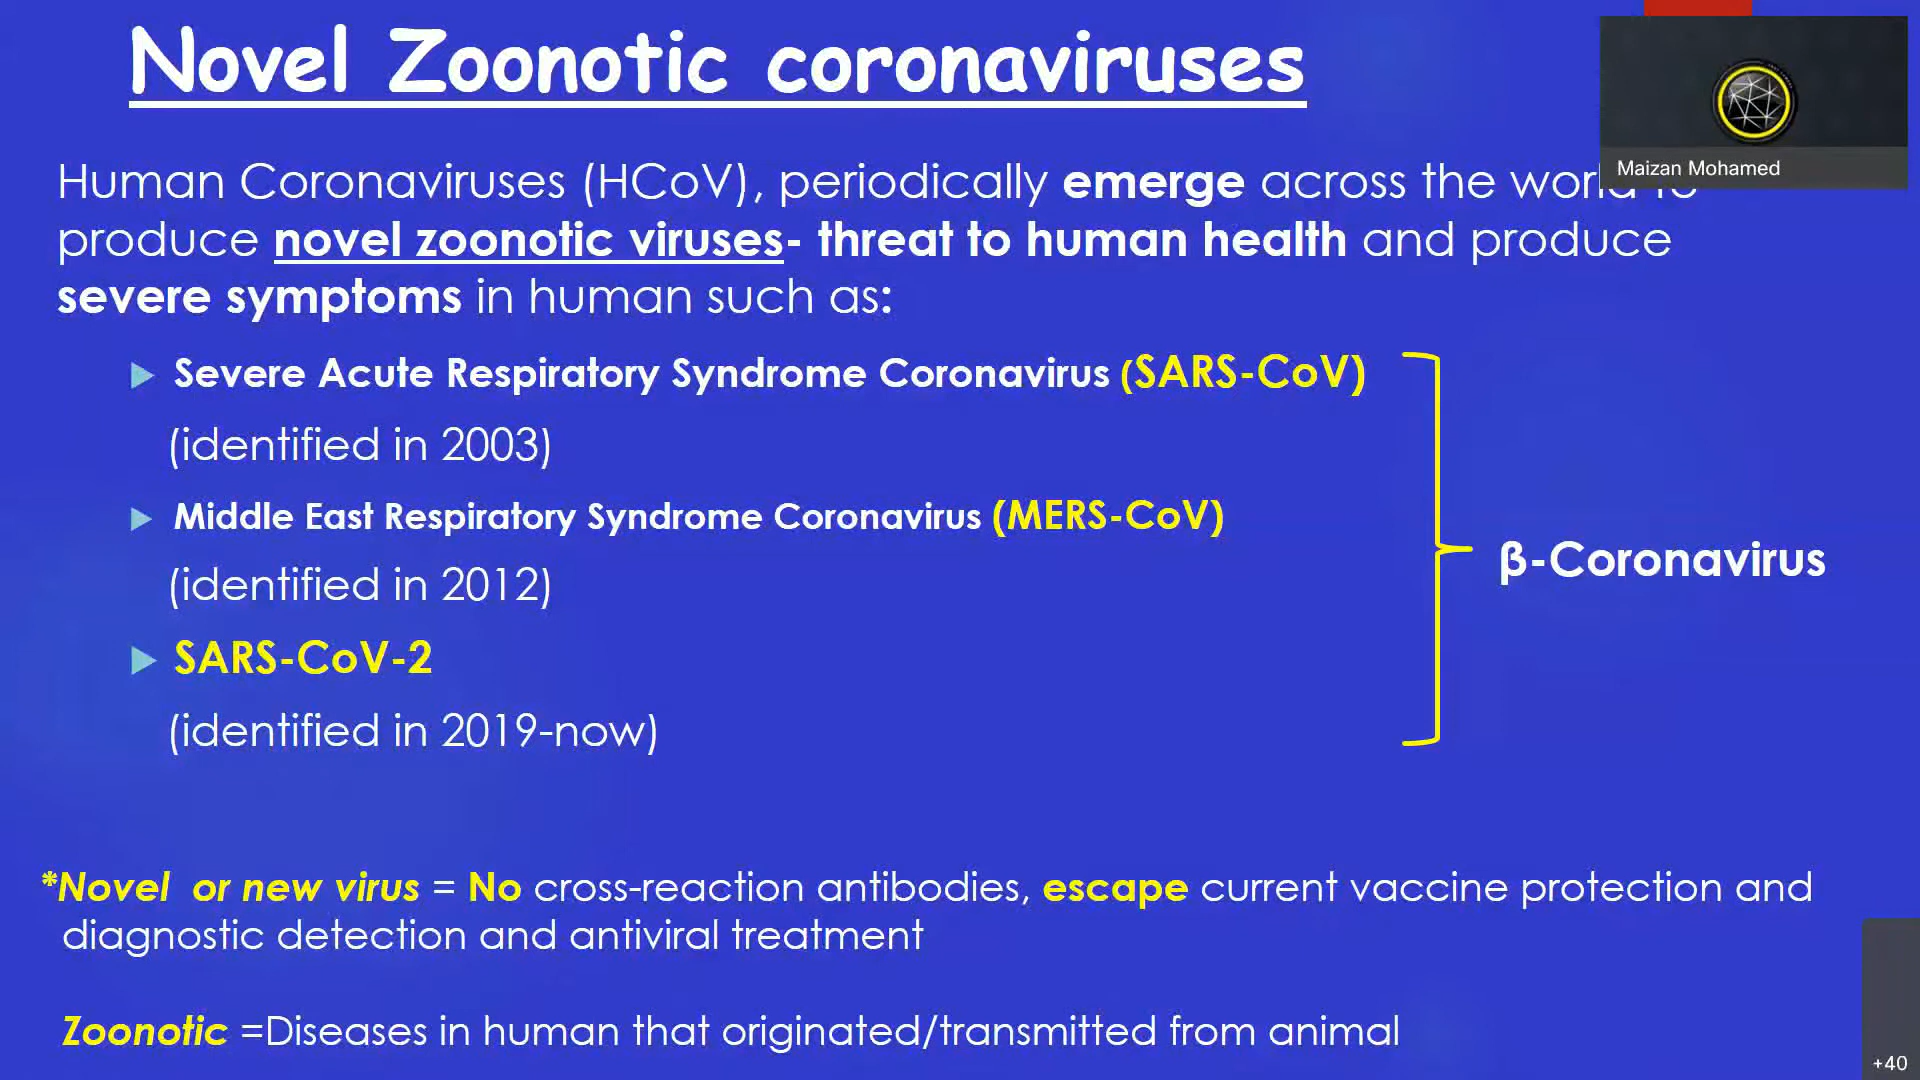 Novel Zoonotic coronaviruses
Maizan Mohamed
Human Coronaviruses (HCoV), periodically emerge across the world to
produce novel zoonotic viruses- threat to human health and produce
severe symptoms in human such as:
Severe Acute Respiratory Syndrome Coronavirus (SARS-CoV)
(identified in 2003)
Middle East Respiratory Syndrome Coronavirus (MERS-CoV)
(identified in 2012)
β-Coronavirus
SARS-CoV-2
(identified in 2019-now)
*Novel or new virus = No cross-reaction antibodies, escape current vaccine protection and
diagnostic detection and antiviral treatment
Zoonotic =Diseases in human that originated/transmitted from animal
+40